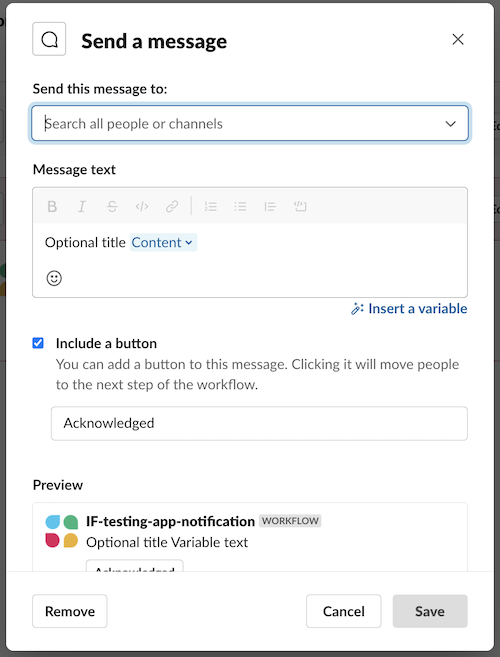 Send a message
Send this message to:
Search all people or channels
Message text
Optional title Content
Insert a variable
Include a button
You can add a button to this message. Clicking it will move people
to the next step of the workflow.
Acknowledged
Preview
IF-testing-app-notification WORKFLOW
Optional title Variable text
Acknowledged
Remove
Cancel
Save